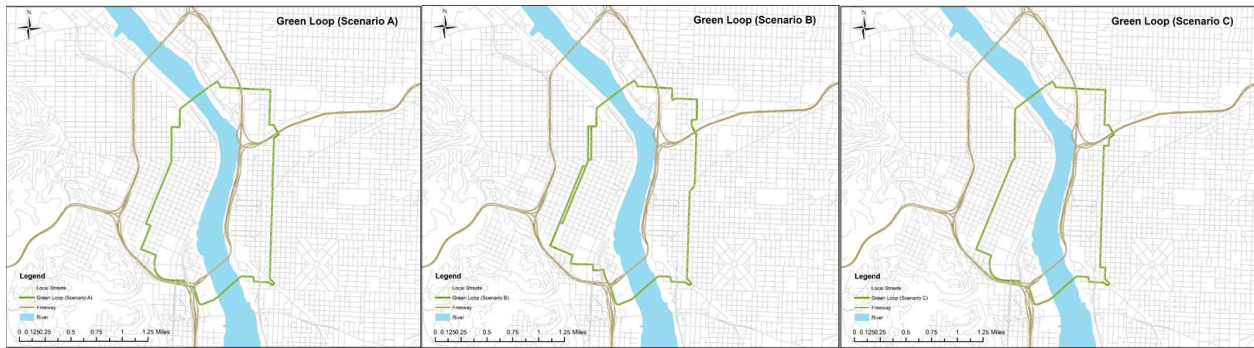 Green Loop (Scenario A)
N
Legend
Local Streets
Green Loop (Scenario A)
Freeway
River
0 0.1250.25 0.5 0.75 1 1.25 Miles
Green Loop (Scenario B)
N
Legend
Local Streets
Green Loop (Scenario B)
Freeway
River
0 0.1250.25 0.5 0.75 1 1.25 Miles
Green Loop (Scenario C)
N
Legend
Local Streets
Green Loop (Scenario C)
Freeway
River
0 0.1250.25 0.5 0.75 1 1.25 Miles